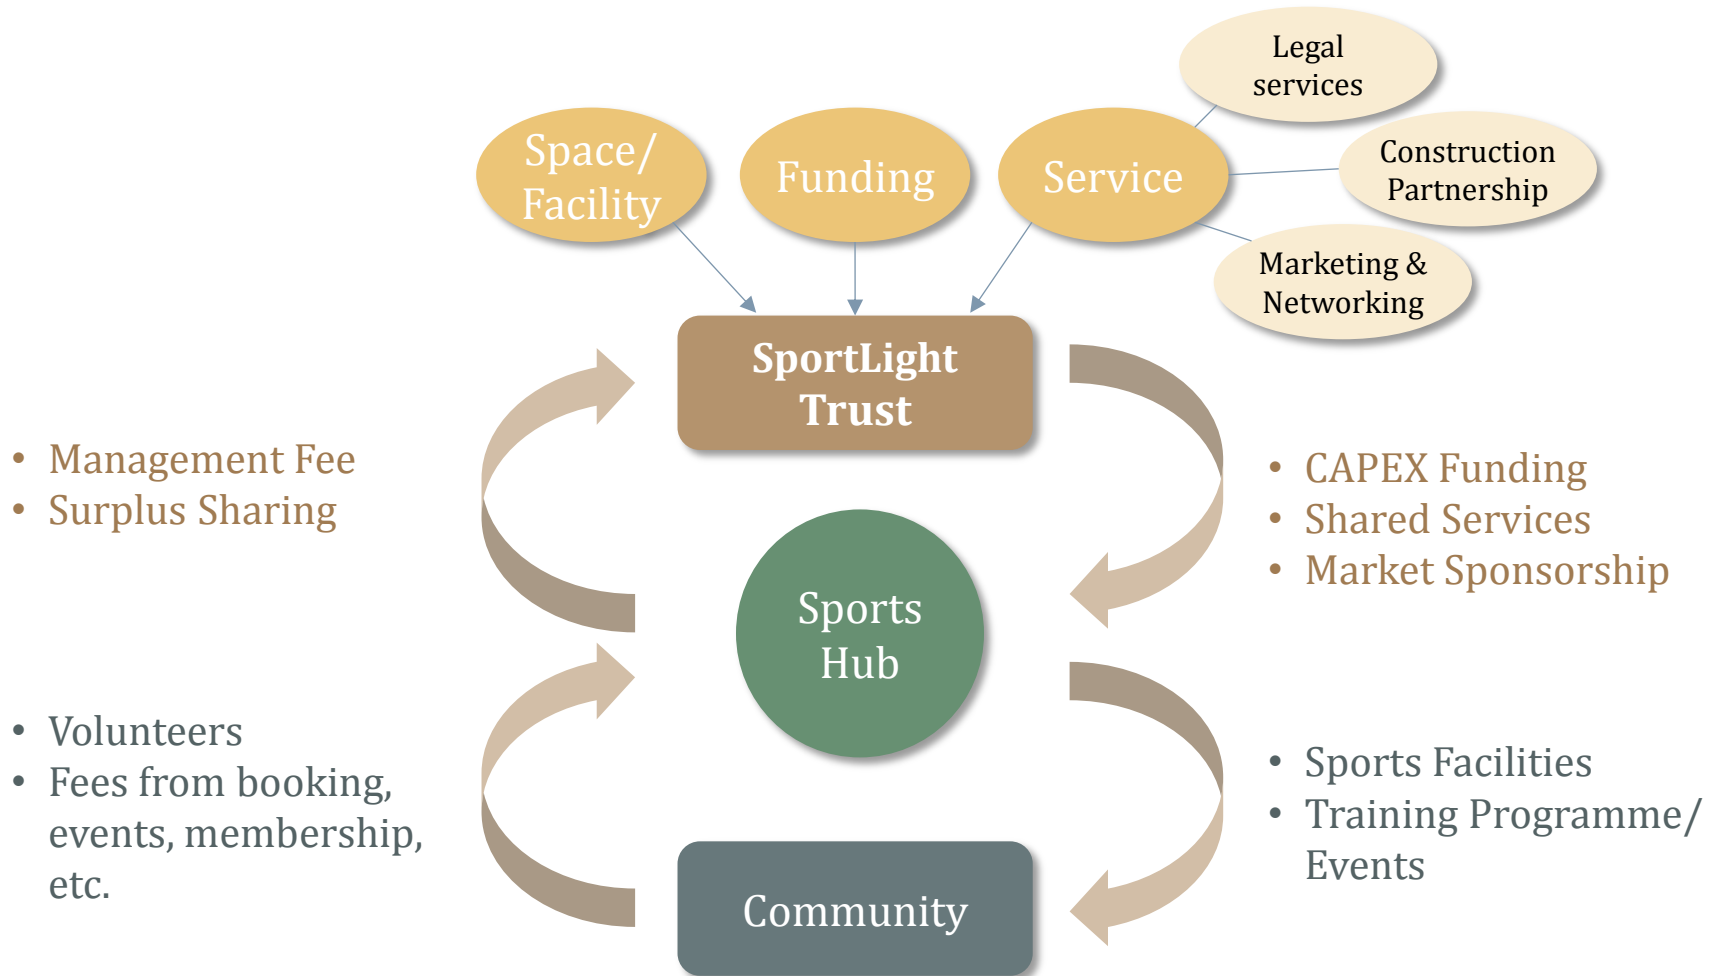 Legal
services
Space/
Facility
Funding
Service
Construction
Partnership
Marketing &
Networking
SportLight
Trust
• Management Fee
• Surplus Sharing
• CAPEX Funding
• Shared Services
• Market Sponsorship
Sports
Hub
• Volunteers
• Fees from booking,
events, membership,
etc.
• Sports Facilities
• Training Programme/
Events
Community